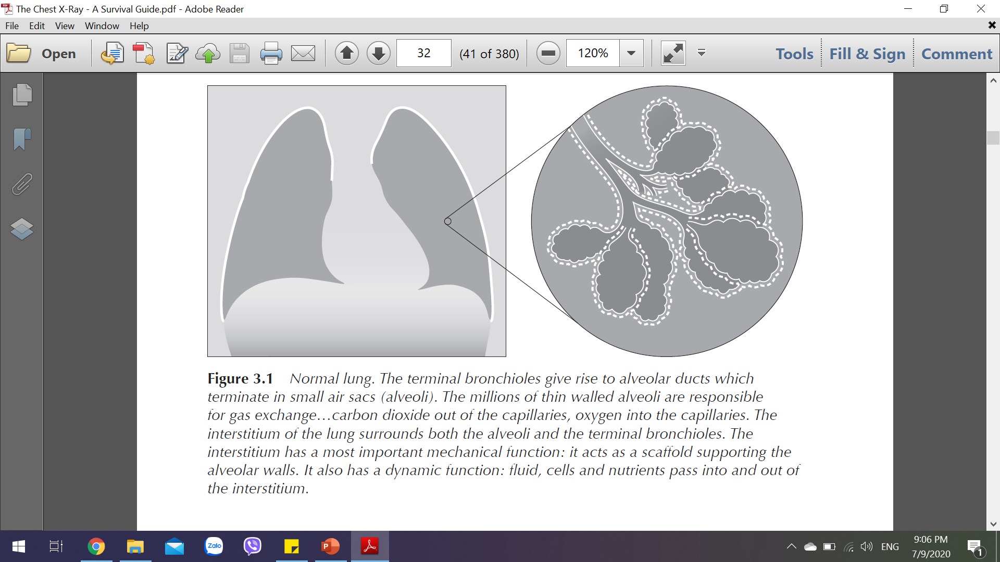 The Chest X-Ray - A Survival Guide.pdf - Adobe Reader
File Edit View Window Help
Open 32 (41 of 380) 120% Tools Fill & Sign Comment
Figure 3.1 Normal lung. The terminal bronchioles give rise to alveolar ducts which
terminate in small air sacs (alveoli). The millions of thin walled alveoli are responsible
for gas exchange…carbon dioxide out of the capillaries, oxygen into the capillaries. The
interstitium of the lung surrounds both the alveoli and the terminal bronchioles. The
interstitium has a most important mechanical function: it acts as a scaffold supporting the
alveolar walls. It also has a dynamic function: fluid, cells and nutrients pass into and out of
the interstitium.
Zalo
P
ENG
9:06 PM
7/9/2020
1